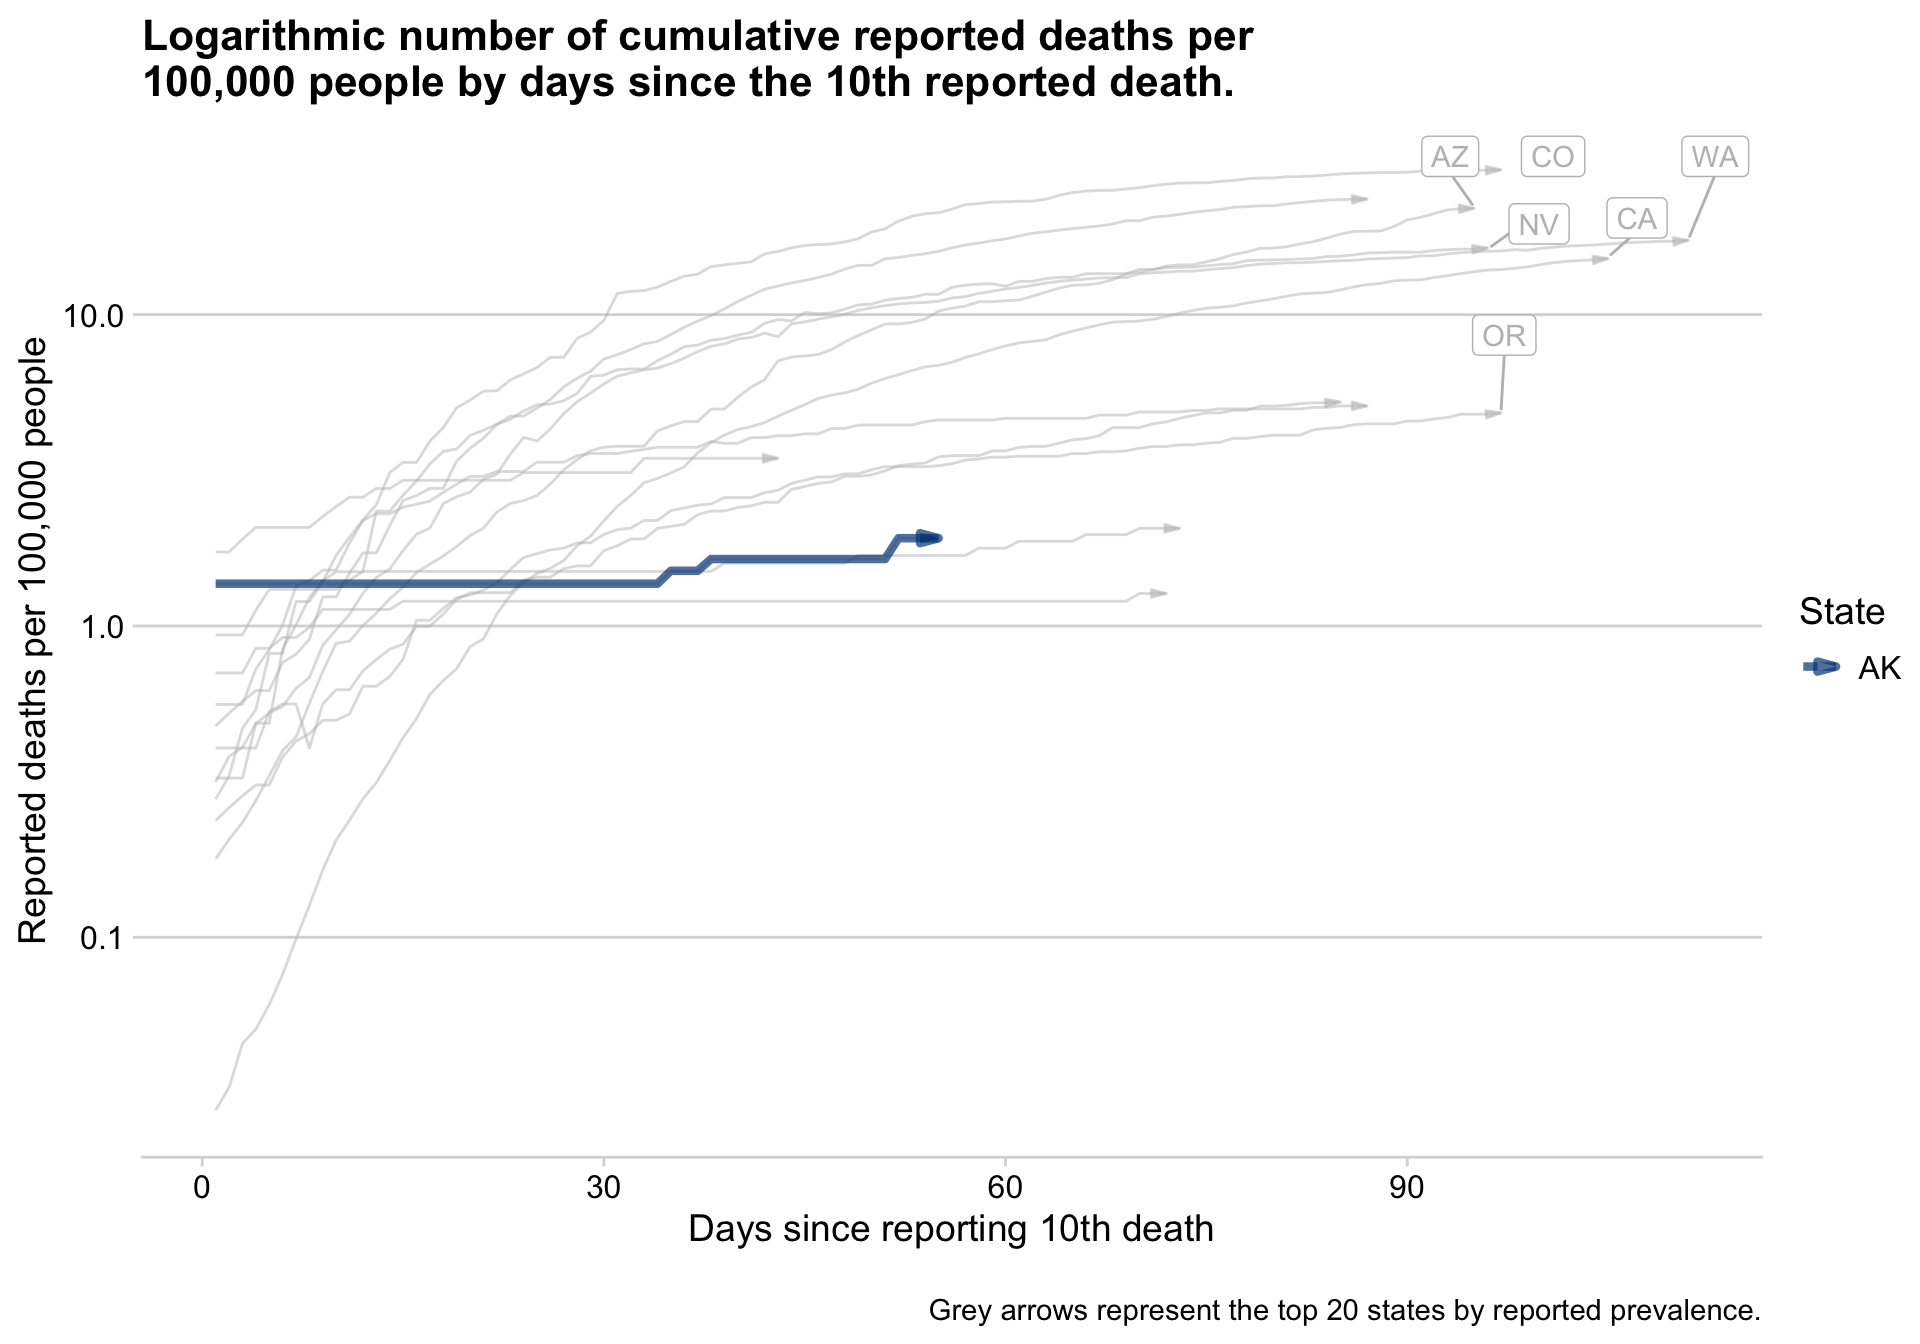 Logarithmic number of cumulative reported deaths per
100,000 people by days since the 10th reported death.
AZ
CO
WA
NV
CA
OR
10.0
1.0
0.1
Reported deaths per 100,000 people
0
30
60
90
Days since reporting 10th death
State
AK
Grey arrows represent the top 20 states by reported prevalence.